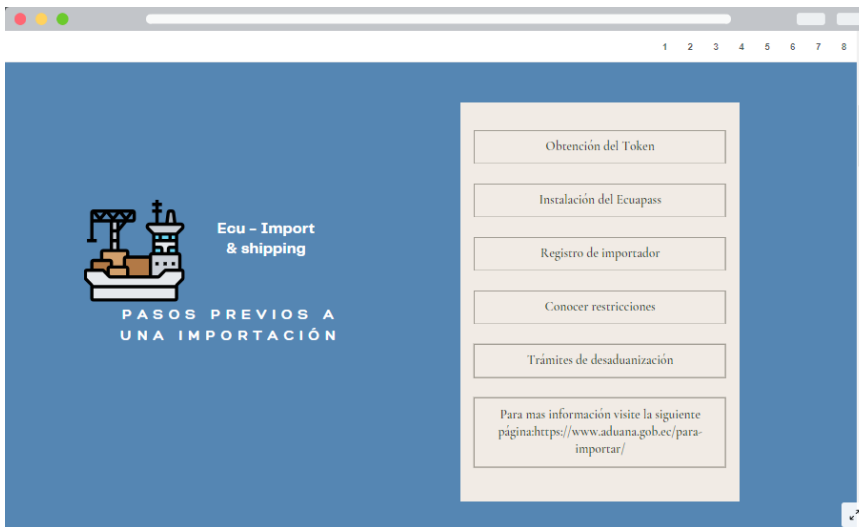 1 2 3 4 5 6 7 8
Ecu - Import
& shipping
PASOS PREVIOS A
UNA IMPORTACIÓN
Obtención del Token
Instalación del Ecuapass
Registro de importador
Conocer restricciones
Trámites de desaduanización
Para mas información visite la siguiente
página:https://www.aduana.gob.ec/para-
importar/